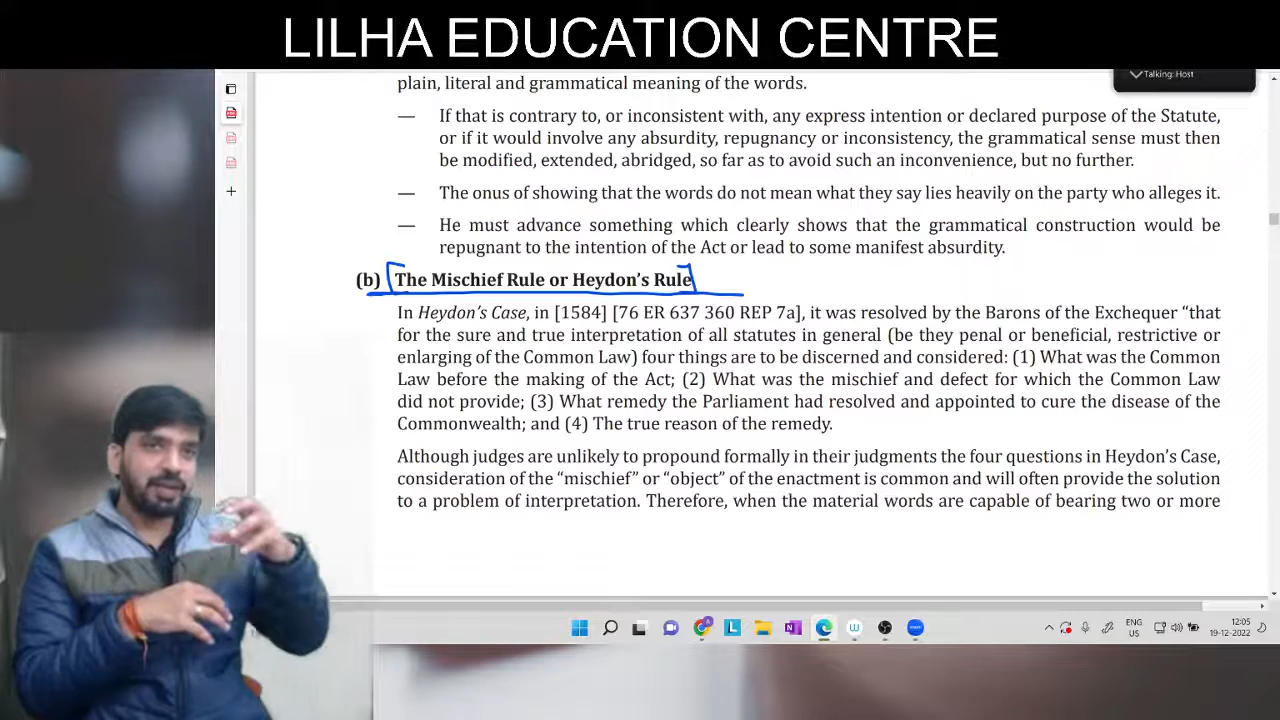 LILHA EDUCATION CENTRE
Talking: Host
plain, literal and grammatical meaning of the words.
— If that is contrary to, or inconsistent with, any express intention or declared purpose of the Statute,
or if it would involve any absurdity, repugnancy or inconsistency, the grammatical sense must then
be modified, extended, abridged, so far as to avoid such an inconvenience, but no further.
— The onus of showing that the words do not mean what they say lies heavily on the party who alleges it.
— He must advance something which clearly shows that the grammatical construction would be
repugnant to the intention of the Act or lead to some manifest absurdity.
(b) The Mischief Rule or Heydon’s Rule
In Heydon’s Case, in [1584] [76 ER 637 360 REP 7a], it was resolved by the Barons of the Exchequer “that
for the sure and true interpretation of all statutes in general (be they penal or beneficial, restrictive or
enlarging of the Common Law) four things are to be discerned and considered: (1) What was the Common
Law before the making of the Act; (2) What was the mischief and defect for which the Common Law
did not provide; (3) What remedy the Parliament had resolved and appointed to cure the disease of the
Commonwealth; and (4) The true reason of the remedy.
Although judges are unlikely to propound formally in their judgments the four questions in Heydon’s Case,
consideration of the “mischief” or “object” of the enactment is common and will often provide the solution
to a problem of interpretation. Therefore, when the material words are capable of bearing two or more
ENG
US
12:05
19-12-2022